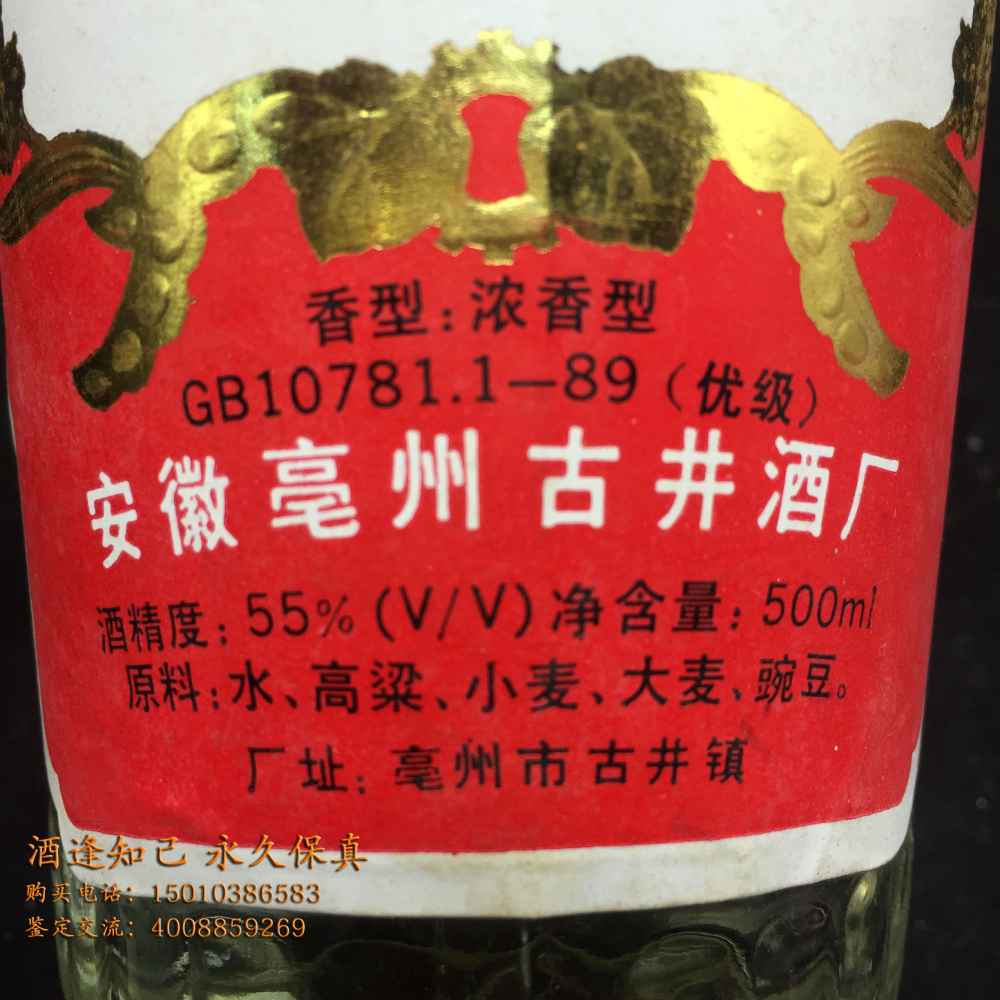 香型：浓香型
GB10781.1—89（优级）
安徽亳州古井酒厂
酒精度：55%(V/V)净含量：500ml
原料：水、高粱、小麦、大麦、豌豆。
厂址：亳州市古井镇
酒逢知己 永久保真
购买电话：15010386583
鉴定交流：4008859269